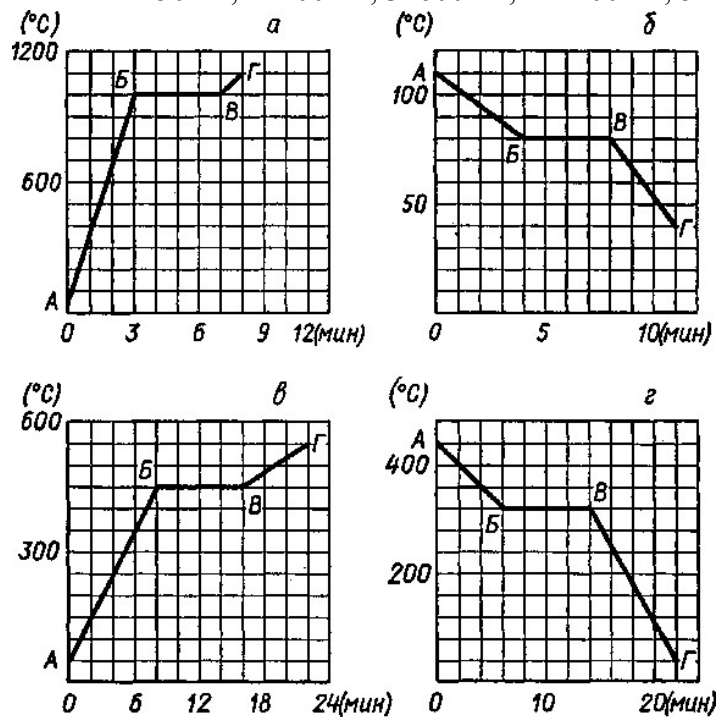 (°С) а
1200
Б Г
В
600
А
0 3 6 9 12(мин)
(°С) б
А
100
Б В
50
Г
0 5 10(мин)
(°С) в
600
Г
Б
В
300
А
0 6 12 18 24(мин)
(°С) г
А
400
Б В
200
Г
0 10 20(мин)